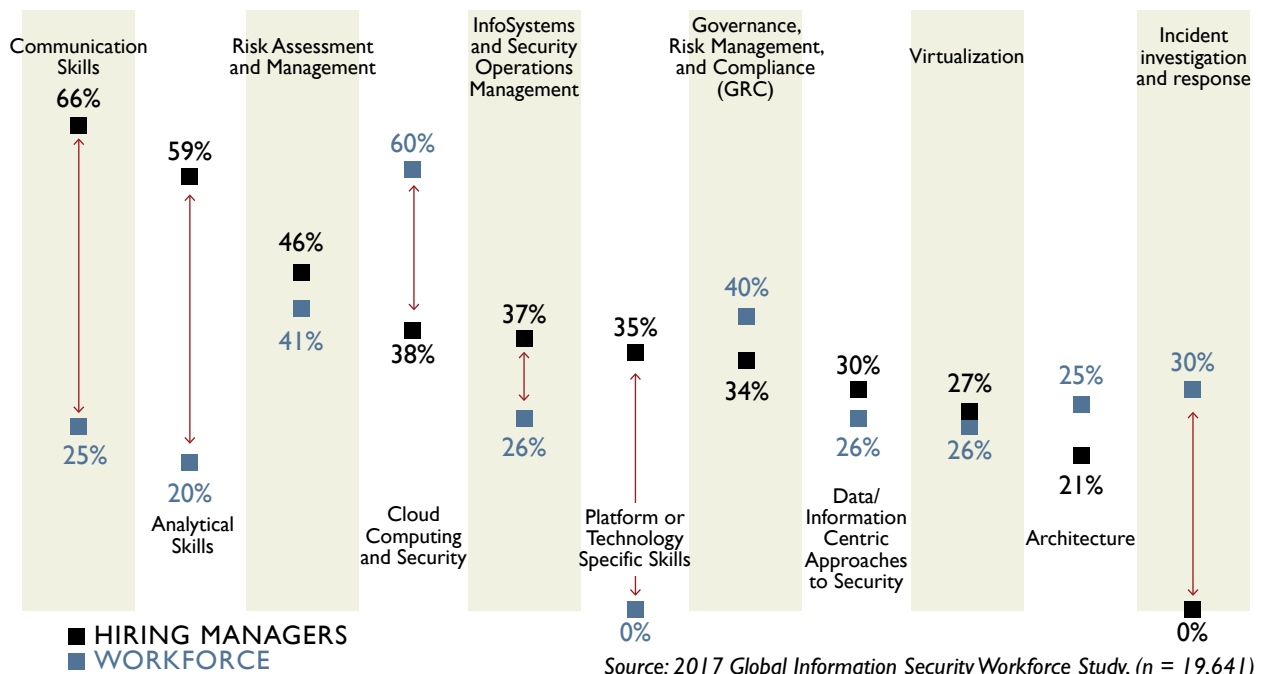 Communication
Skills
66%
25%
59%
20%
Analytical
Skills
Risk Assessment
and Management
46%
41%
60%
38%
Cloud
Computing
and Security
InfoSystems
and Security
Operations
Management
37%
26%
35%
Platform or
Technology
Specific Skills
0%
Governance,
Risk Management,
and Compliance
(GRC)
40%
34%
30%
26%
Data/
Information
Centric
Approaches
to Security
Virtualization
27%
26%
25%
21%
Architecture
Incident
investigation
and response
30%
0%
HIRING MANAGERS
WORKFORCE
Source: 2017 Global Information Security Workforce Study, (n = 19,641)